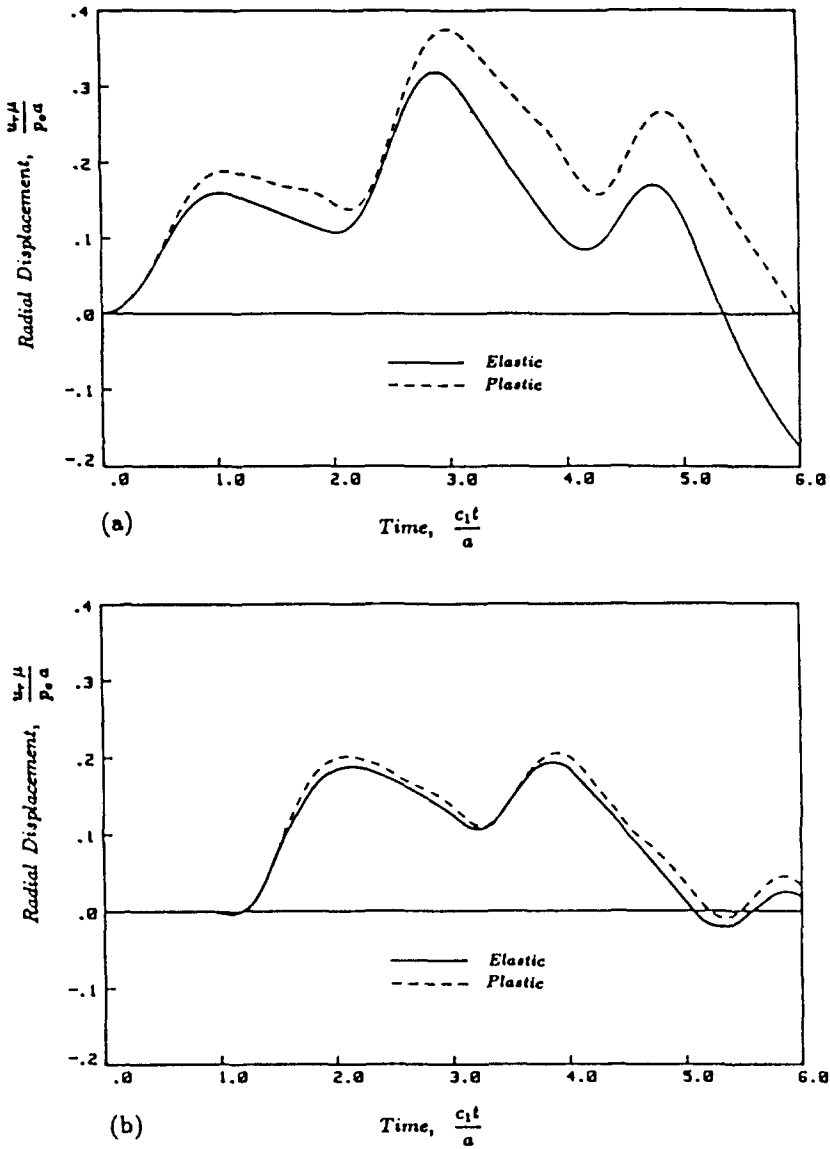 .4
.3
.2
.1
.0
-.1
-.2
Radial Displacement, u_r μ / p_o a
Elastic
Plastic
.0 1.0 2.0 3.0 4.0 5.0 6.0
(a)
Time, c₁t / a
.4
.3
.2
.1
.0
-.1
-.2
Radial Displacement, u_r μ / p_o a
Elastic
Plastic
.0 1.0 2.0 3.0 4.0 5.0 6.0
(b)
Time, c₁t / a